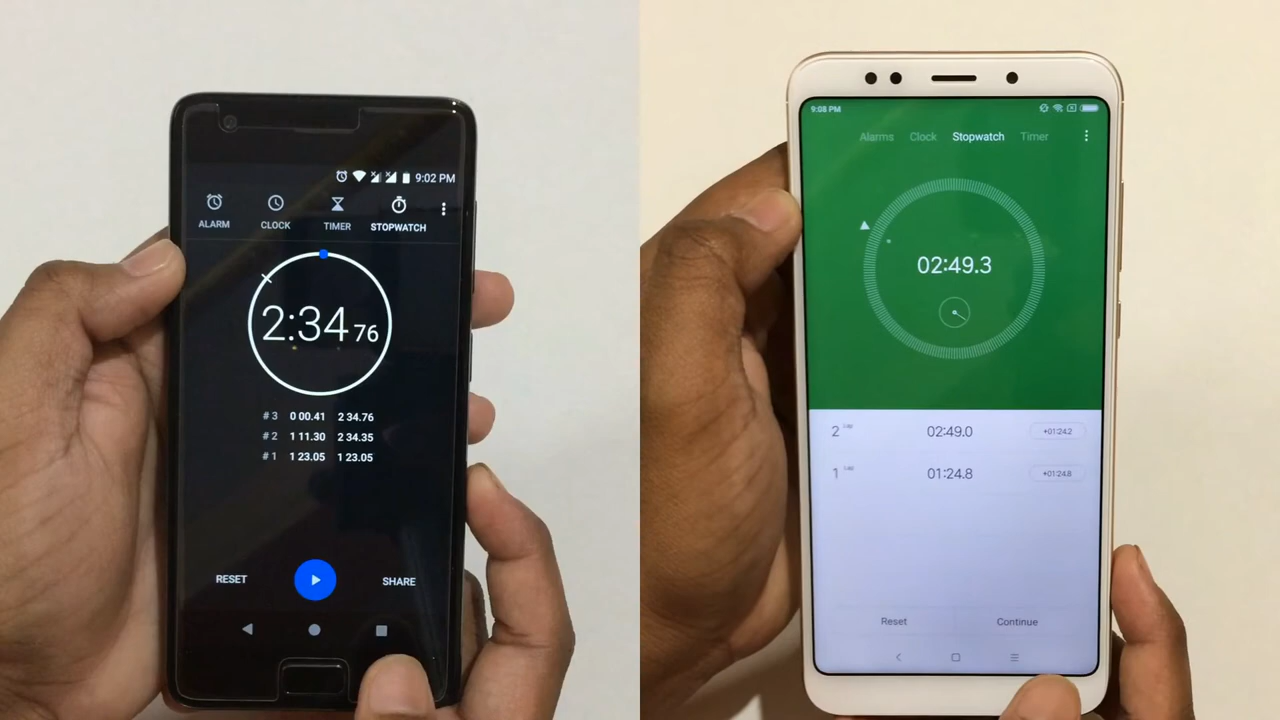 9:02 PM
ALARM CLOCK TIMER STOPWATCH
2:34 76
# 3 0 00.41 2 34.76
# 2 1 11.30 2 34.35
# 1 1 23.05 1 23.05
RESET SHARE
9:08 PM
Alarms Clock Stopwatch Timer
02:49.3
2 Lap 02:49.0 +01:24.2
1 Lap 01:24.8 +01:24.8
Reset Continue